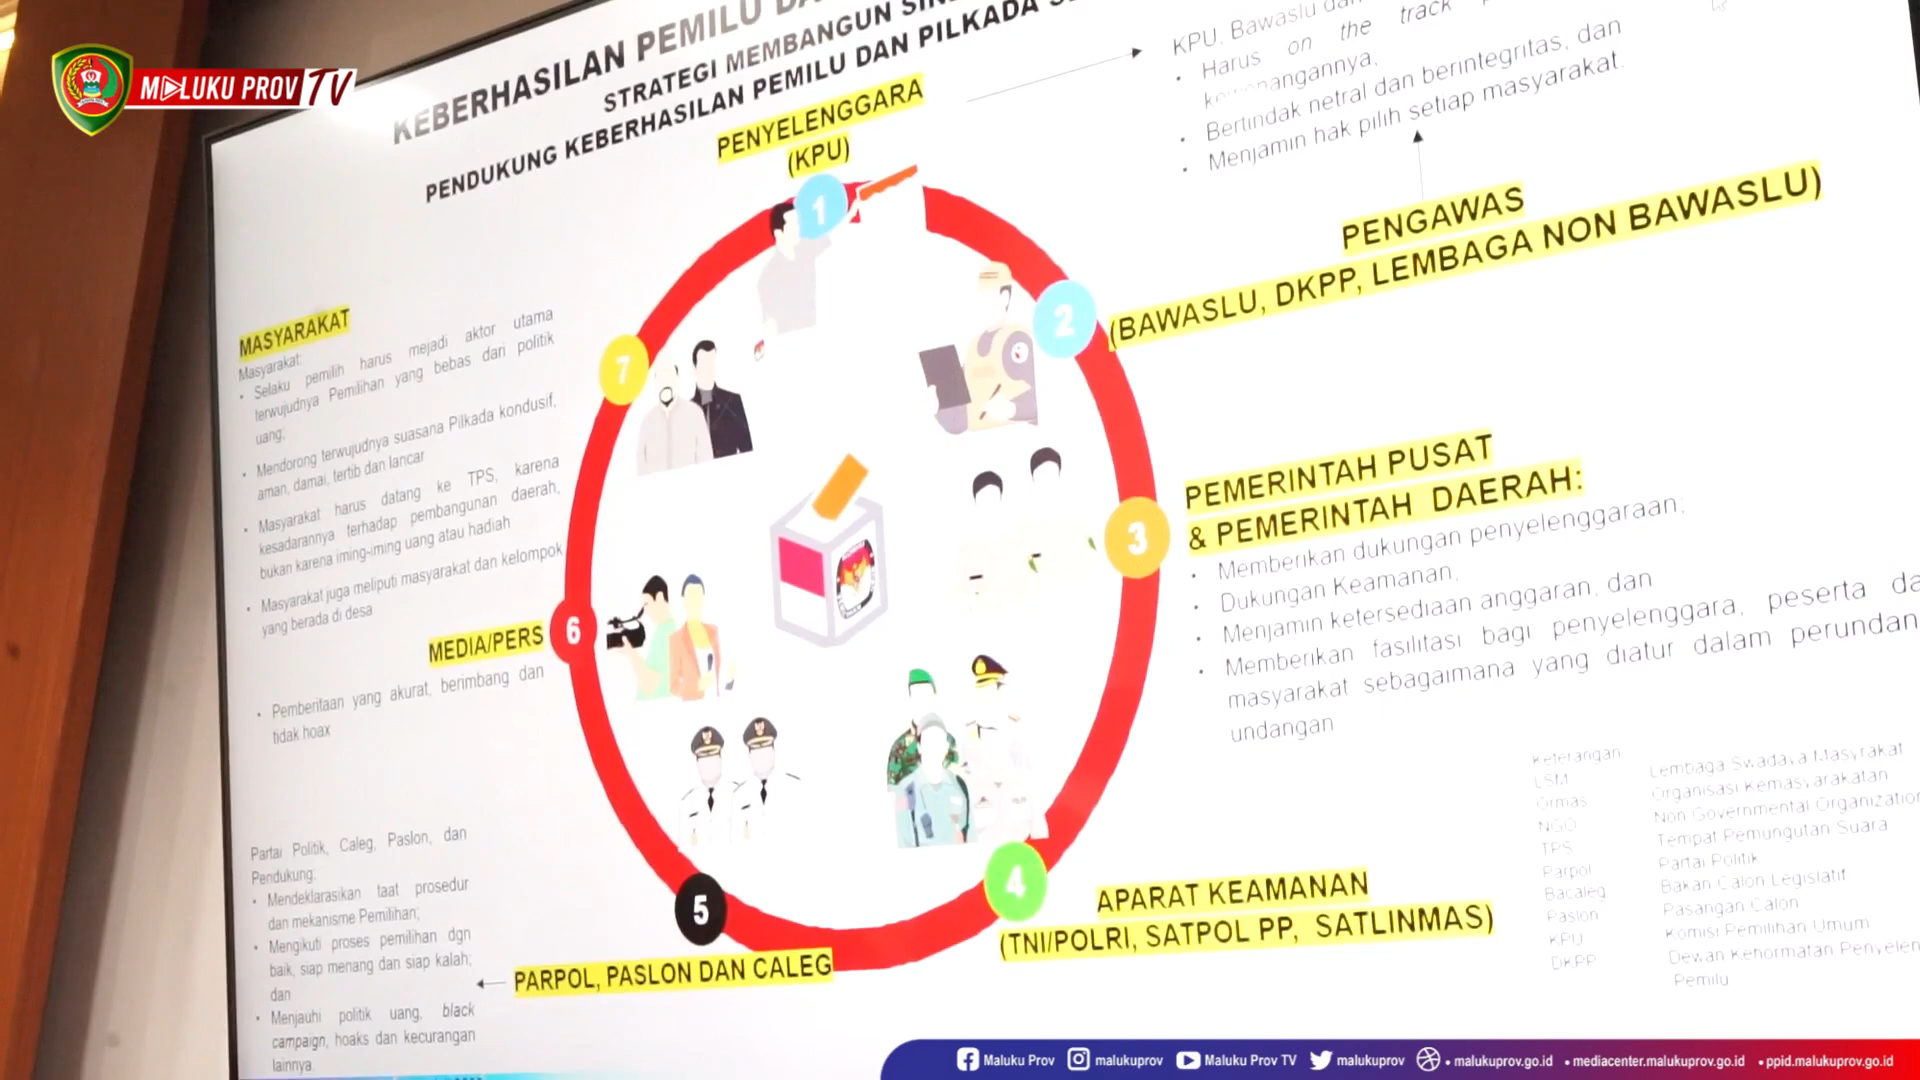 MALUKU PROV TV
KEBERHASILAN PEMILU
STRATEGI MEMBANGUN
PENDUKUNG KEBERHASILAN PEMILU DAN PILKADA
PENYELENGGARA
(KPU)
KPU, Bawaslu dan
• Harus on the track
• Bertindak netral dan berintegritas, dan
• Menjamin hak pilih setiap masyarakat.
PENGAWAS
(BAWASLU, DKPP, LEMBAGA NON BAWASLU)
1
2
3
4
5
6
7
MASYARAKAT
Masyarakat:
• Selaku pemilih harus mejadi aktor utama
terwujudnya Pemilihan yang bebas dari politik
uang;
• Mendorong terwujudnya suasana Pilkada kondusif,
aman, damai, tertib dan lancar
• Masyarakat harus datang ke TPS, karena
kesadarannya terhadap pembangunan daerah,
bukan karena iming-iming uang atau hadiah
• Masyarakat juga meliputi masyarakat dan kelompok
yang berada di desa
MEDIA/PERS
• Pemberitaan yang akurat, berimbang dan
tidak hoax
PEMERINTAH PUSAT
& PEMERINTAH DAERAH:
• Memberikan dukungan penyelenggaraan;
• Dukungan Keamanan,
• Menjamin ketersediaan anggaran, dan
• Memberikan fasilitasi bagi penyelenggara, peserta
masyarakat sebagaimana yang diatur dalam perundan
undangan
Partai Politik, Caleg, Paslon, dan
Pendukung:
• Mendeklarasikan taat prosedur
dan mekanisme Pemilihan;
• Mengikuti proses pemilihan dgn
baik, siap menang dan siap kalah;
dan
• Menjauhi politik uang, black
campaign, hoaks dan kecurangan
lainnya.
PARPOL, PASLON DAN CALEG
APARAT KEAMANAN
(TNI/POLRI, SATPOL PP, SATLINMAS)
Keterangan
LSM Lembaga Swadaya Masyrakat
Ormas Organisasi Kemasyarakatan
NGO Non Governmental Organization
TPS Tempat Pemungutan Suara
Parpol Partai Politik
Bacaleg Bakan Calon Legislatif
Paslon Pasangan Calon
KPU Komisi Pemilihan Umum
DKPP Dewan Kehormatan Penyelen
Pemilu
Maluku Prov malukuprov Maluku Prov TV malukuprov • malukuprov.go.id • mediacenter.malukuprov.go.id • ppid.malukuprov.go.id